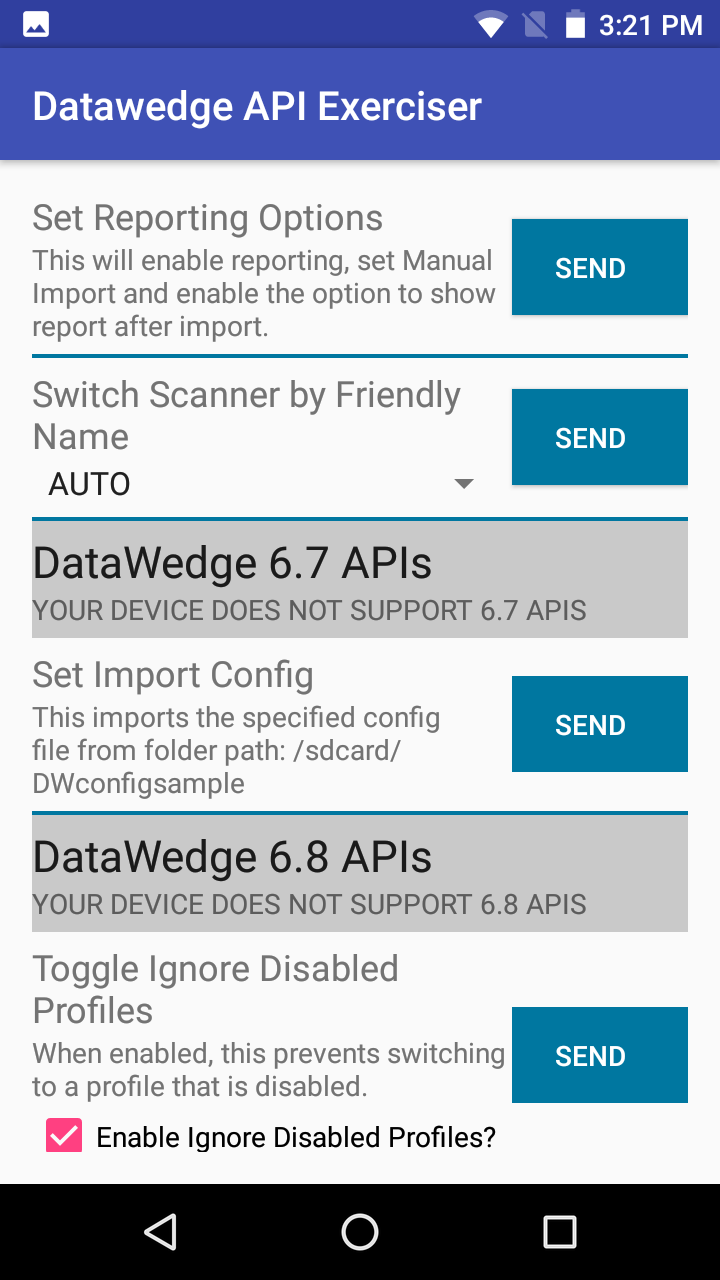 3:21 PM
Datawedge API Exerciser
Set Reporting Options
This will enable reporting, set Manual
Import and enable the option to show
report after import.
SEND
Switch Scanner by Friendly
Name
AUTO
SEND
DataWedge 6.7 APIs
YOUR DEVICE DOES NOT SUPPORT 6.7 APIS
Set Import Config
This imports the specified config
file from folder path: /sdcard/
DWconfigsample
SEND
DataWedge 6.8 APIs
YOUR DEVICE DOES NOT SUPPORT 6.8 APIS
Toggle Ignore Disabled
Profiles
When enabled, this prevents switching
to a profile that is disabled.
SEND
Enable Ignore Disabled Profiles?